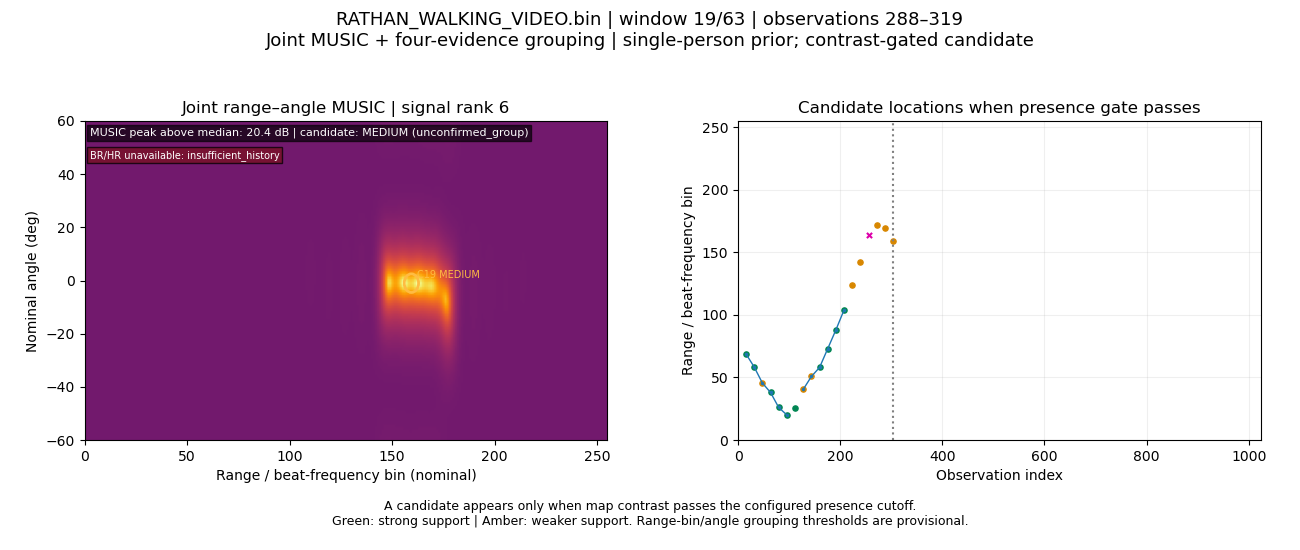 RATHAN_WALKING_VIDEO.bin | window 19/63 | observations 288–319
Joint MUSIC + four-evidence grouping | single-person prior; contrast-gated candidate
Joint range–angle MUSIC | signal rank 6
MUSIC peak above median: 20.4 dB | candidate: MEDIUM (unconfirmed_group)
BR/HR unavailable: insufficient_history
C19 MEDIUM
Nominal angle (deg)
60
40
20
0
−20
−40
−60
0 50 100 150 200 250
Range / beat-frequency bin (nominal)
Candidate locations when presence gate passes
Range / beat-frequency bin
250
200
150
100
50
0
0 200 400 600 800 1000
Observation index
A candidate appears only when map contrast passes the configured presence cutoff.
Green: strong support | Amber: weaker support. Range-bin/angle grouping thresholds are provisional.